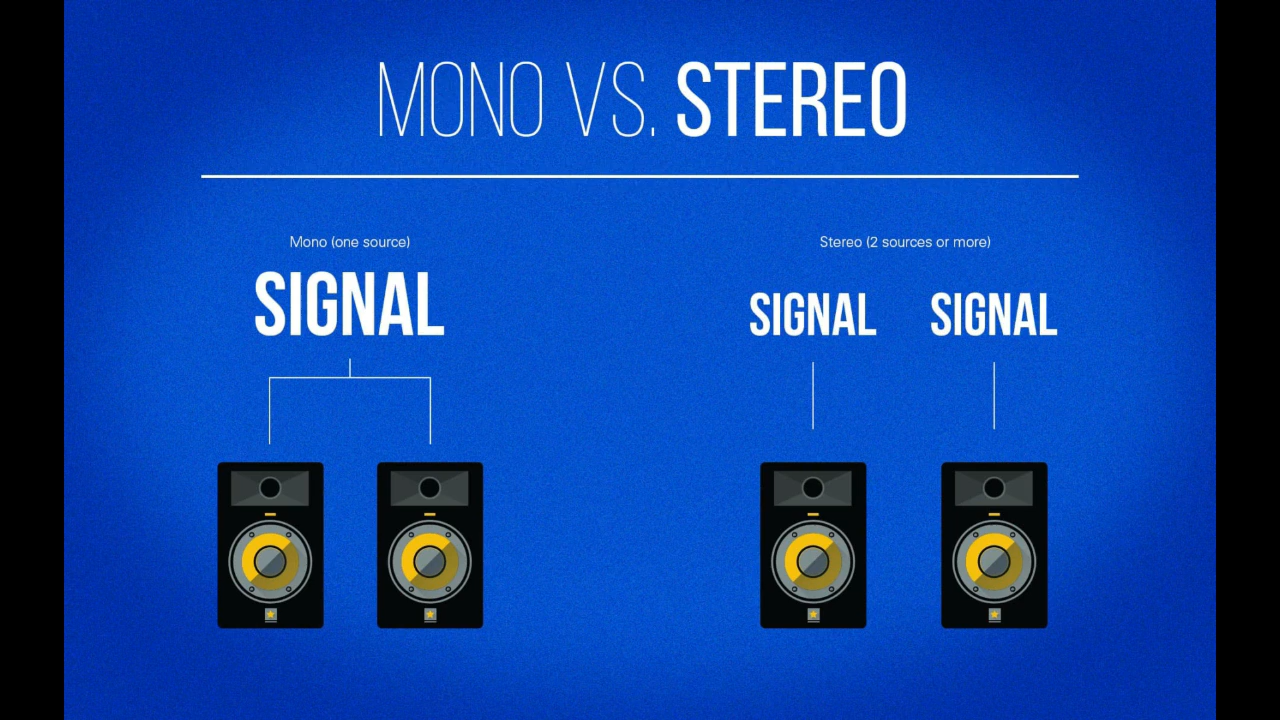 MONO VS. STEREO
Mono (one source)
SIGNAL
Stereo (2 sources or more)
SIGNAL SIGNAL